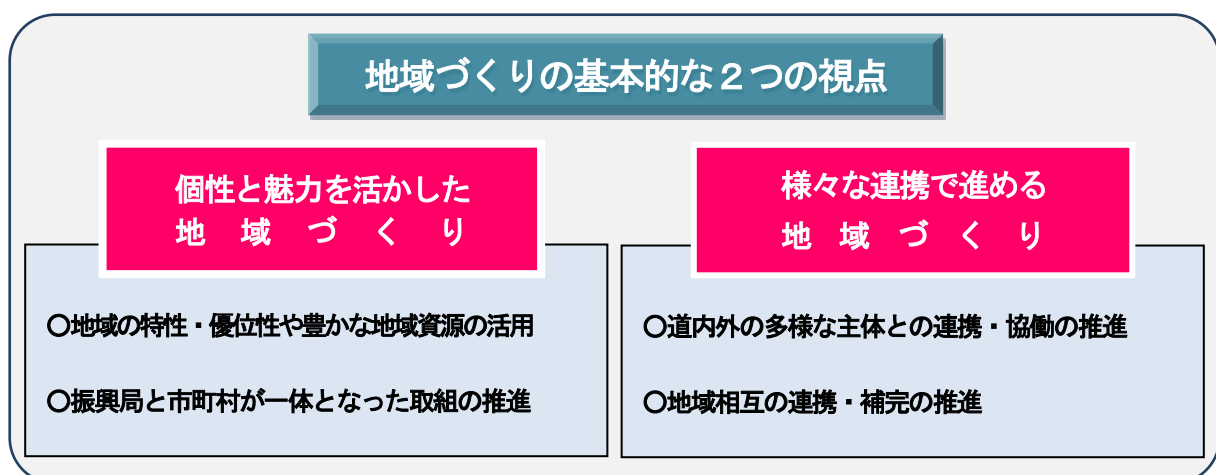 地域づくりの基本的な２つの視点
個性と魅力を活かした
地域づくり
〇地域の特性・優位性や豊かな地域資源の活用
〇振興局と市町村が一体となった取組の推進
様々な連携で進める
地域づくり
〇道内外の多様な主体との連携・協働の推進
〇地域相互の連携・補完の推進